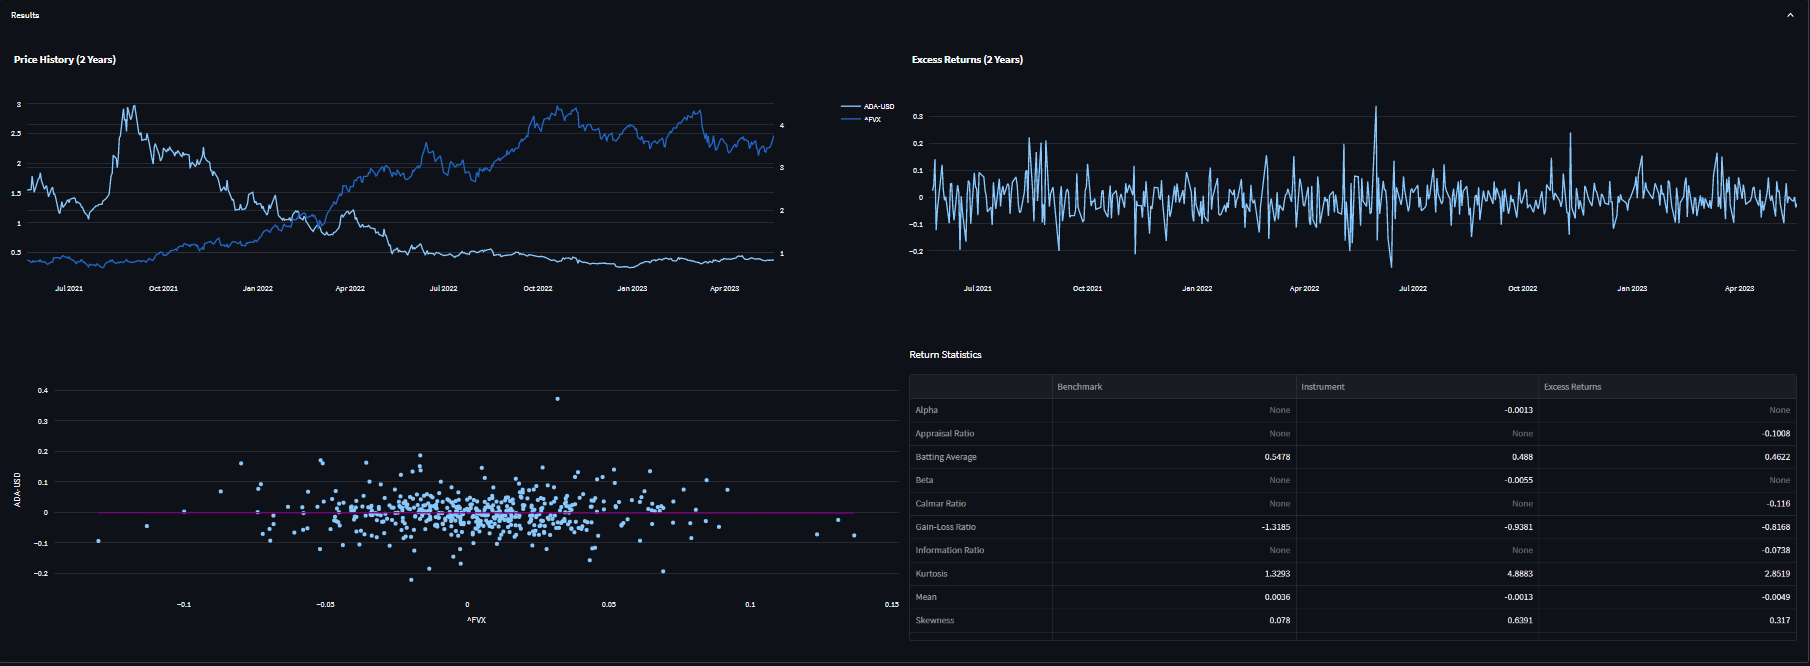 Results
Price History (2 Years)
3
2.5
2
1.5
1
0.5
4
3
2
1
Jul 2021 Oct 2021 Jan 2022 Apr 2022 Jul 2022 Oct 2022 Jan 2023 Apr 2023
ADA-USD
^FVX
Excess Returns (2 Years)
0.3
0.2
0.1
0
−0.1
−0.2
Jul 2021 Oct 2021 Jan 2022 Apr 2022 Jul 2022 Oct 2022 Jan 2023 Apr 2023
ADA-USD
0.4
0.3
0.2
0.1
0
−0.1
−0.2
−0.1 −0.05 0 0.05 0.1 0.15
^FVX
Return Statistics
Benchmark Instrument Excess Returns
Alpha None -0.0013 None
Appraisal Ratio None None -0.1008
Batting Average 0.5478 0.488 0.4622
Beta None -0.0055 None
Calmar Ratio None None -0.116
Gain-Loss Ratio -1.3185 -0.9381 -0.8168
Information Ratio None None -0.0738
Kurtosis 1.3293 4.8883 2.8519
Mean 0.0036 -0.0013 -0.0049
Skewness 0.078 0.6391 0.317